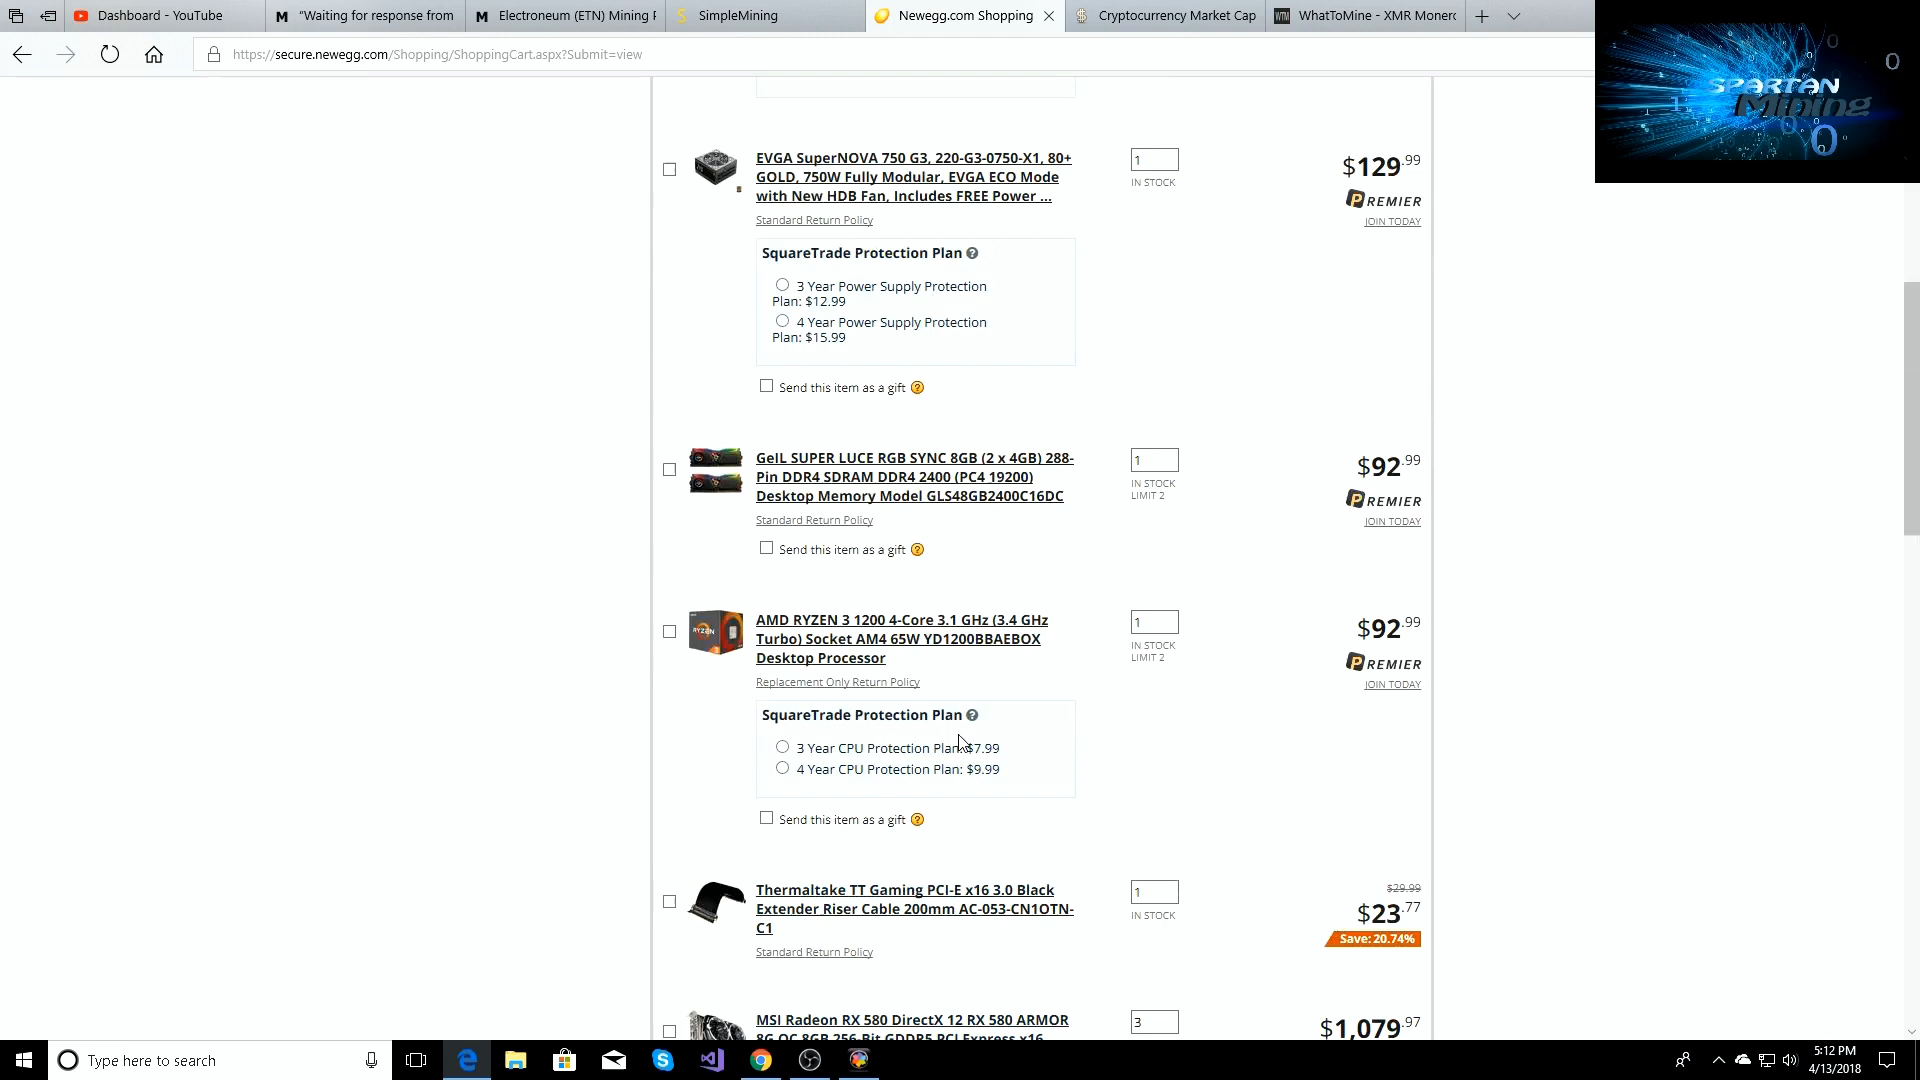 Dashboard - YouTube
M "Waiting for response from
M Electroneum (ETN) Mining P
S SimpleMining
Newegg.com Shopping
Cryptocurrency Market Cap
WTM WhatToMine - XMR Monero
https://secure.newegg.com/Shopping/ShoppingCart.aspx?Submit=view
SPARTAN
Mining
EVGA SuperNOVA 750 G3, 220-G3-0750-X1, 80+
GOLD, 750W Fully Modular, EVGA ECO Mode
with New HDB Fan, Includes FREE Power ...
Standard Return Policy
1
IN STOCK
$129.99
PREMIER
JOIN TODAY
SquareTrade Protection Plan ?
3 Year Power Supply Protection
Plan: $12.99
4 Year Power Supply Protection
Plan: $15.99
Send this item as a gift ?
GeIL SUPER LUCE RGB SYNC 8GB (2 x 4GB) 288-
Pin DDR4 SDRAM DDR4 2400 (PC4 19200)
Desktop Memory Model GLS48GB2400C16DC
Standard Return Policy
1
IN STOCK
LIMIT 2
$92.99
PREMIER
JOIN TODAY
Send this item as a gift ?
RYZEN
AMD RYZEN 3 1200 4-Core 3.1 GHz (3.4 GHz
Turbo) Socket AM4 65W YD1200BBAEBOX
Desktop Processor
Replacement Only Return Policy
1
IN STOCK
LIMIT 2
$92.99
PREMIER
JOIN TODAY
SquareTrade Protection Plan ?
3 Year CPU Protection Plan: $7.99
4 Year CPU Protection Plan: $9.99
Send this item as a gift ?
Thermaltake TT Gaming PCI-E x16 3.0 Black
Extender Riser Cable 200mm AC-053-CN1OTN-
C1
Standard Return Policy
1
IN STOCK
$29.99
$23.77
Save: 20.74%
MSI Radeon RX 580 DirectX 12 RX 580 ARMOR
8G OC 8GB 256-Bit GDDR5 PCI Express x16
3
$1,079.97
Type here to search
5:12 PM
4/13/2018